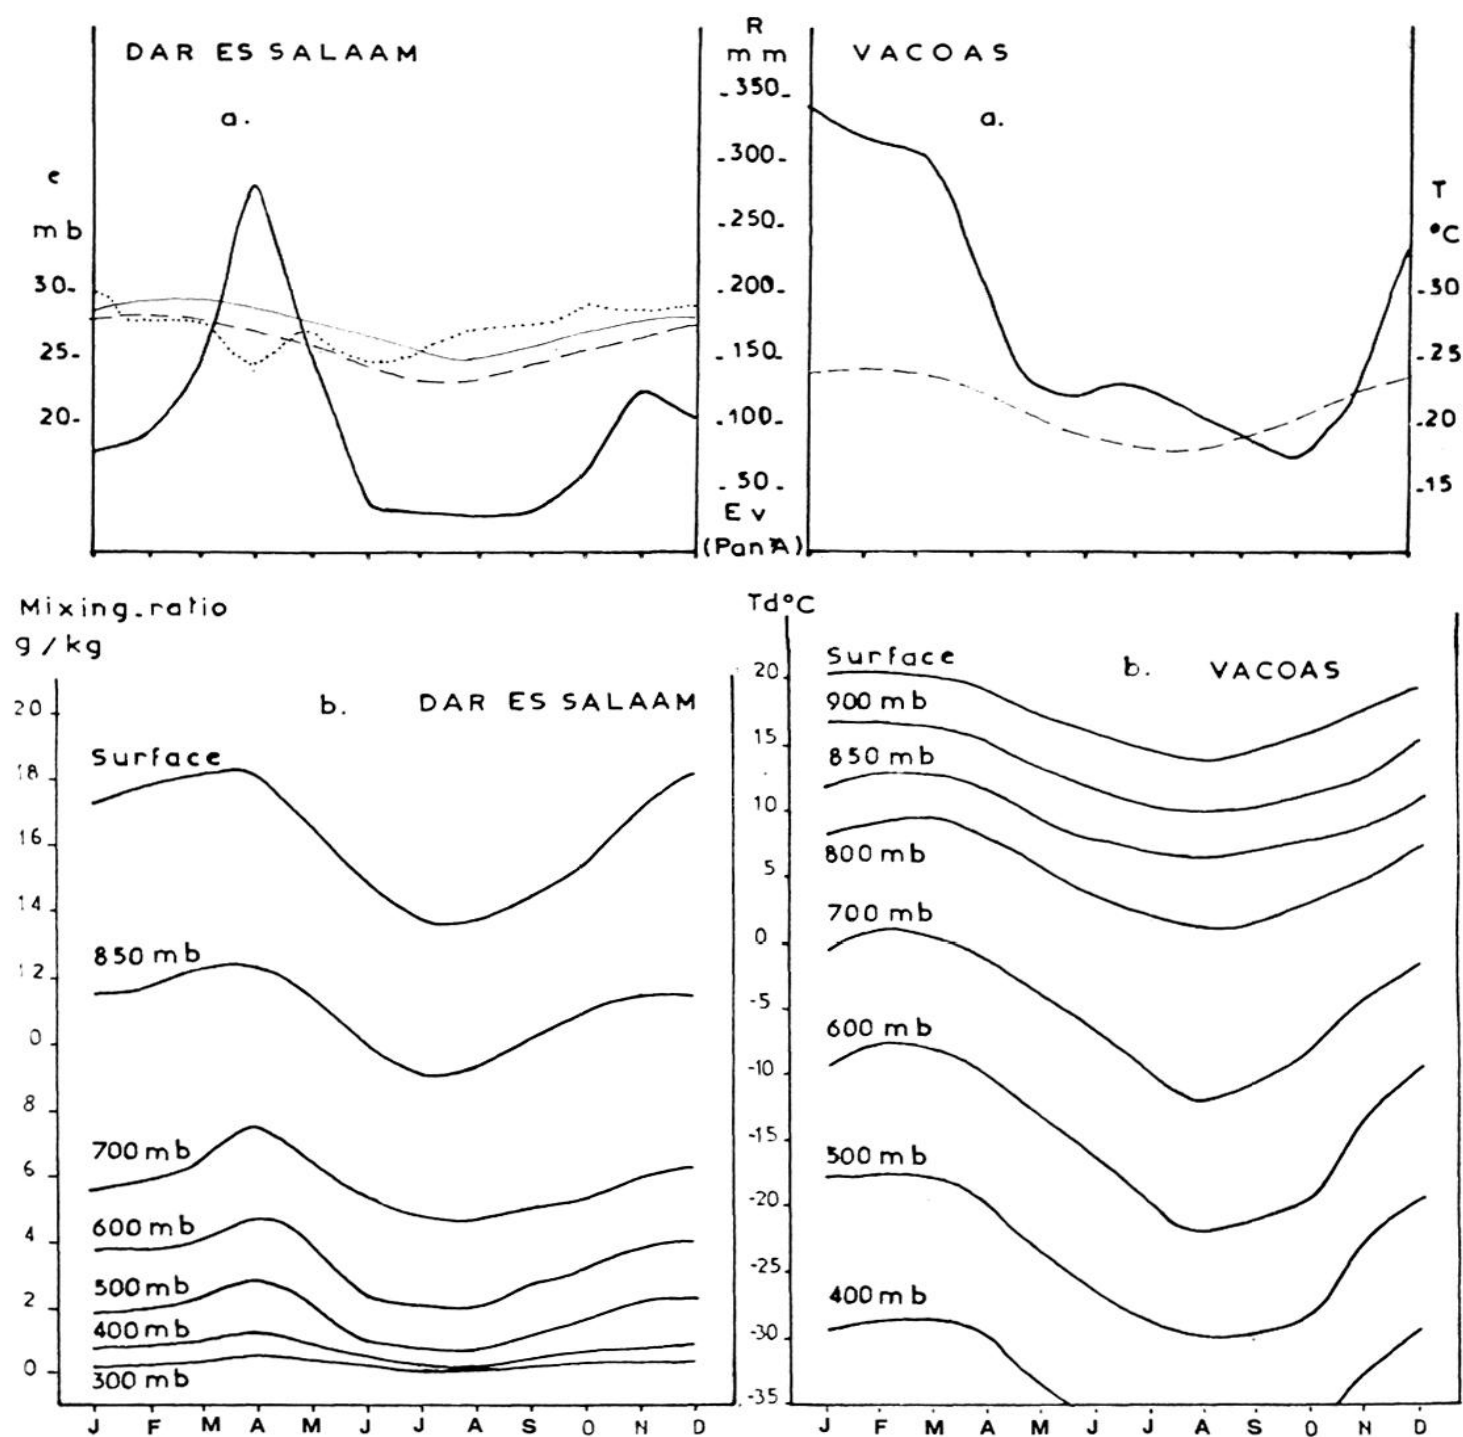 DAR ES SALAAM
a.
e
mb
30-
25-
20-
R
mm
-350-
-300-
-250-
-200-
-150-
-100-
-50-
Ev
(Pan A)
VACOAS
a.
T
°C
-30
-25
-20
-15
Mixing-ratio
g/kg
b. DAR ES SALAAM
20
18
16
14
12
0
8
6
4
2
0
Surface
850 mb
700 mb
600 mb
500 mb
400 mb
300 mb
J F M A M J J A S O N D
Td°C
b. VACOAS
20
15
10
5
0
-5
-10
-15
-20
-25
-30
-35
Surface
900 mb
850 mb
800 mb
700 mb
600 mb
500 mb
400 mb
J F M A M J J A S O N D